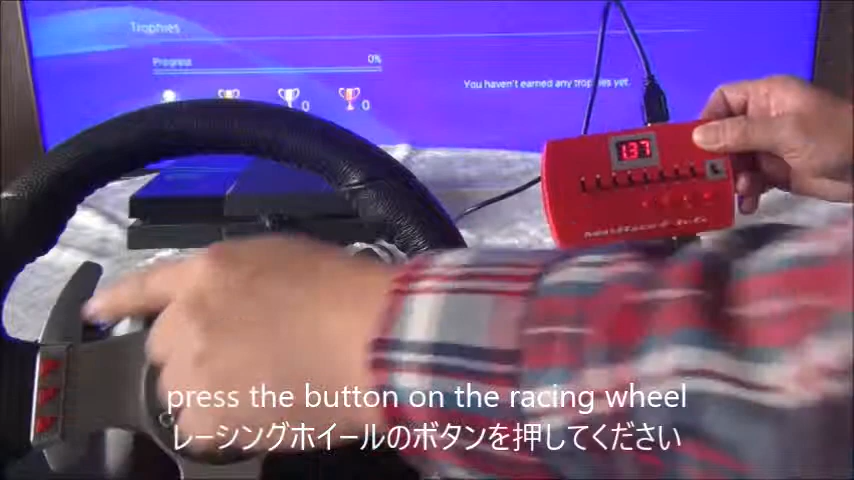 Trophies
Progress
0%
0
0
You haven't earned any trophies yet.
137
press the button on the racing wheel
レーシングホイールのボタンを押してください